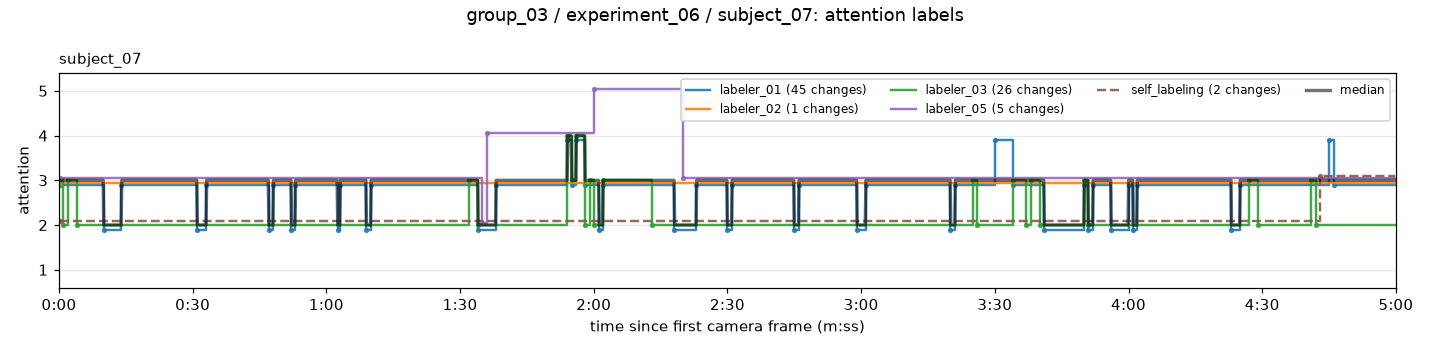 group_03 / experiment_06 / subject_07: attention labels
subject_07
labeler_01 (45 changes)
labeler_02 (1 changes)
labeler_03 (26 changes)
labeler_05 (5 changes)
self_labeling (2 changes)
median
attention
5
4
3
2
1
0:00 0:30 1:00 1:30 2:00 2:30 3:00 3:30 4:00 4:30 5:00
time since first camera frame (m:ss)